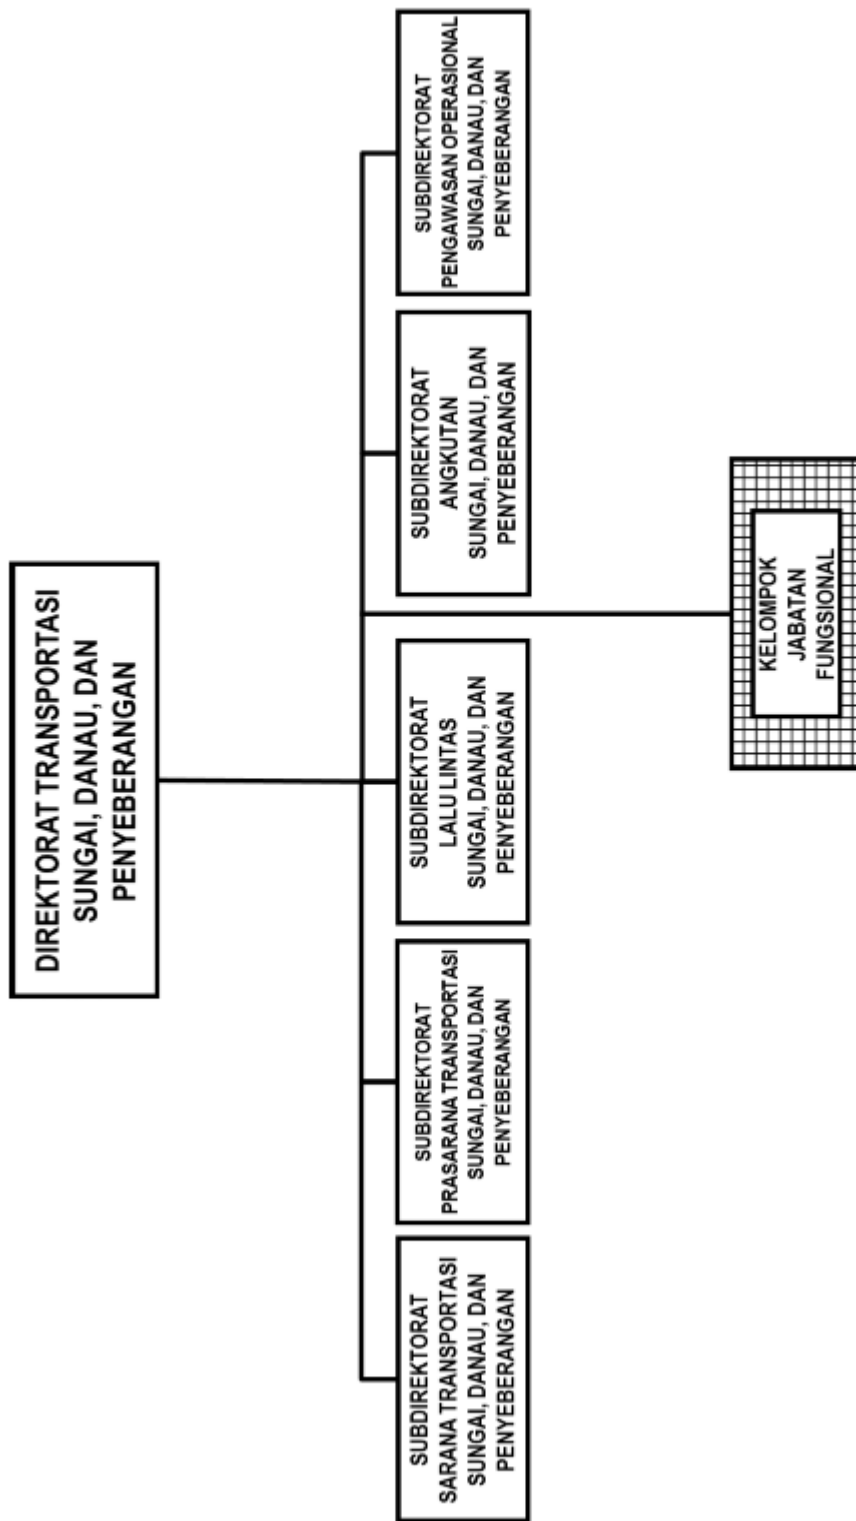 DIREKTORAT TRANSPORTASI
SUNGAI, DANAU, DAN
PENYEBERANGAN
SUBDIREKTORAT
SARANA TRANSPORTASI
SUNGAI, DANAU, DAN
PENYEBERANGAN
SUBDIREKTORAT
PRASARANA TRANSPORTASI
SUNGAI, DANAU, DAN
PENYEBERANGAN
SUBDIREKTORAT
LALU LINTAS
SUNGAI, DANAU, DAN
PENYEBERANGAN
SUBDIREKTORAT
ANGKUTAN
SUNGAI, DANAU, DAN
PENYEBERANGAN
SUBDIREKTORAT
PENGAWASAN OPERASIONAL
SUNGAI, DANAU, DAN
PENYEBERANGAN
KELOMPOK
JABATAN
FUNGSIONAL